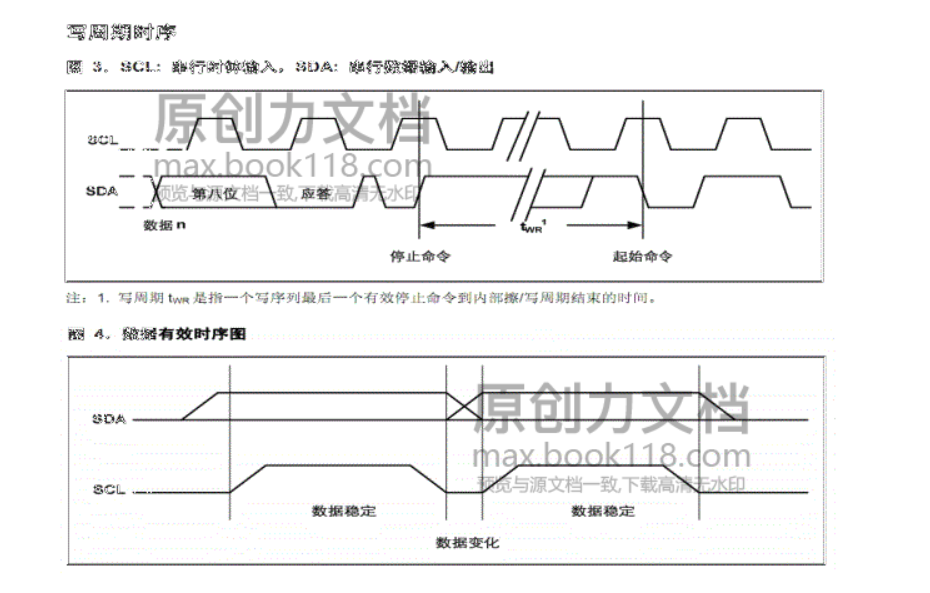 写周期时序
图 3. SCL: 串行时钟输入, SDA: 串行数据输入/输出
原创力文档
max.book118.com
预览与源文档一致,下载高清无水印
SCL
SDA
第八位
应答
数据 n
tWR¹
停止命令
起始命令
注: 1. 写周期 tWR 是指一个写序列最后一个有效停止命令到内部擦/写周期结束的时间。
图 4. 数据有效时序图
原创力文档
max.book118.com
预览与源文档一致,下载高清无水印
SDA
SCL
数据稳定
数据稳定
数据变化